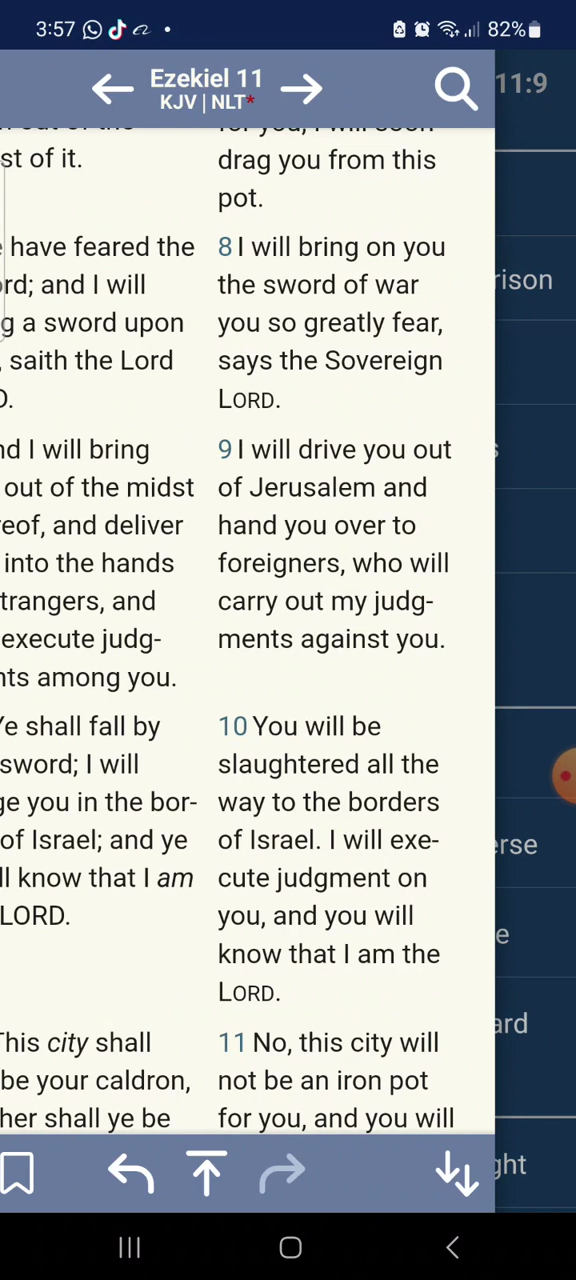 3:57
82%
Ezekiel 11
KJV | NLT*
11:9
st of it.
have feared the
rd; and I will
g a sword upon
, saith the Lord
D.
nd I will bring
out of the midst
reof, and deliver
into the hands
trangers, and
execute judg-
nts among you.
Ye shall fall by
sword; I will
ge you in the bor-
of Israel; and ye
ll know that I am
LORD.
This city shall
be your caldron,
her shall ye be
for you, I will soon
drag you from this
pot.
8 I will bring on you
the sword of war
you so greatly fear,
says the Sovereign
LORD.
9 I will drive you out
of Jerusalem and
hand you over to
foreigners, who will
carry out my judg-
ments against you.
10 You will be
slaughtered all the
way to the borders
of Israel. I will exe-
cute judgment on
you, and you will
know that I am the
LORD.
11 No, this city will
not be an iron pot
for you, and you will
rison
s
erse
e
ard
ght